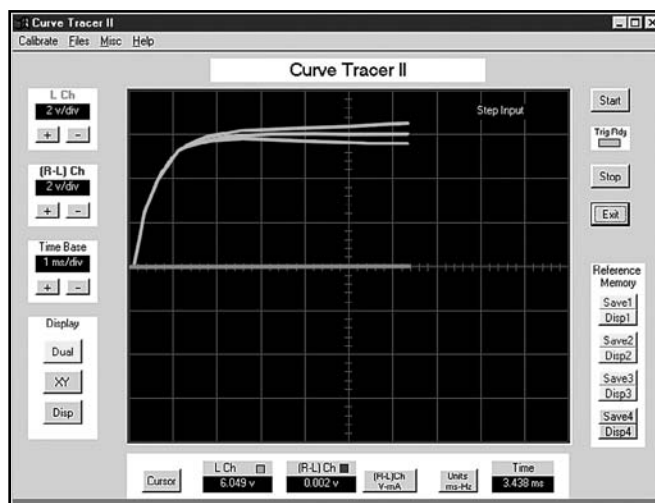 Curve Tracer II
Calibrate Files Misc Help
Curve Tracer II
L Ch
2 v/div
+ -
(R-L) Ch
2 v/div
+ -
Time Base
1 ms/div
+ -
Display
Dual
XY
Disp
Step Input
Start
Trig Rdy
Stop
Exit
Reference
Memory
Save1
Disp1
Save2
Disp2
Save3
Disp3
Save4
Disp4
Cursor
L Ch
6.049 v
(R-L) Ch
0.002 v
(R-L)Ch
V-mA
Units
ms-Hz
Time
3.438 ms